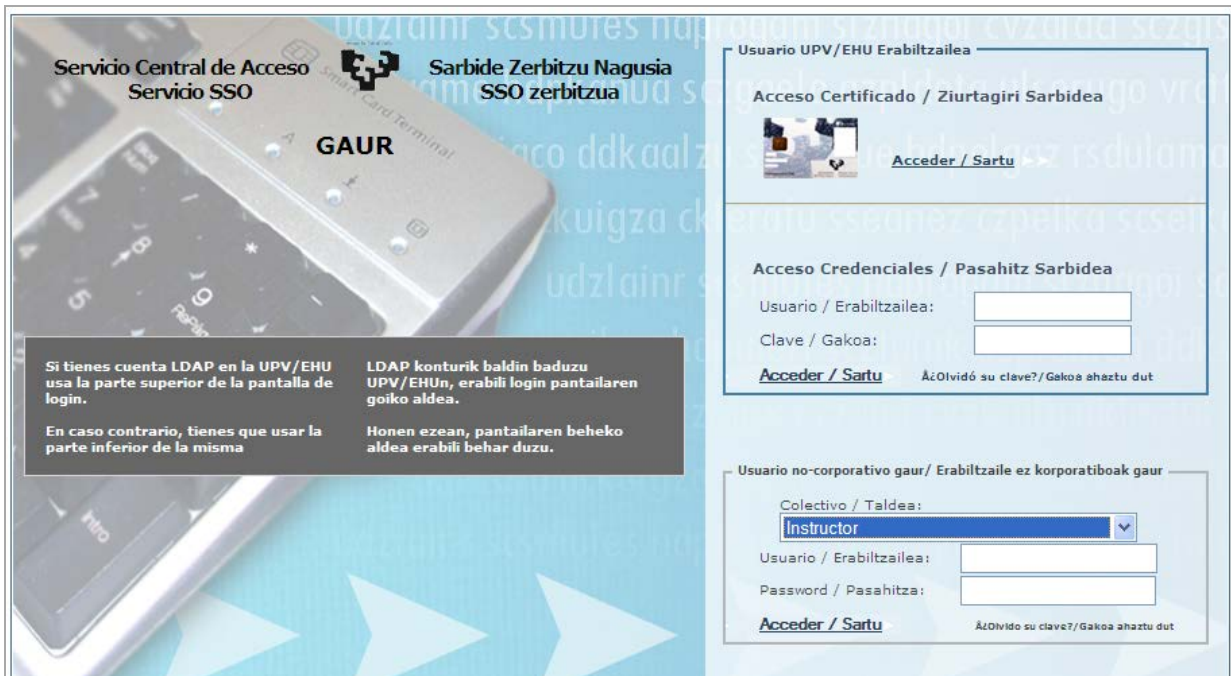 Servicio Central de Acceso
Servicio SSO
Sarbide Zerbitzu Nagusia
SSO zerbitzua
GAUR
Smart Card Terminal
Si tienes cuenta LDAP en la UPV/EHU
usa la parte superior de la pantalla de
login.
En caso contrario, tienes que usar la
parte inferior de la misma
LDAP konturik baldin baduzu
UPV/EHUn, erabili login pantailaren
goiko aldea.
Honen ezean, pantailaren beheko
aldea erabili behar duzu.
Intro
Usuario UPV/EHU Erabiltzailea
Acceso Certificado / Ziurtagiri Sarbidea
Acceder / Sartu
Acceso Credenciales / Pasahitz Sarbidea
Usuario / Erabiltzailea:
Clave / Gakoa:
Acceder / Sartu
Â¿Olvidó su clave?/Gakoa ahaztu dut
Usuario no-corporativo gaur/ Erabiltzaile ez korporatiboak gaur
Colectivo / Taldea:
Instructor
Usuario / Erabiltzailea:
Password / Pasahitza:
Acceder / Sartu
Â¿Olvido su clave?/Gakoa ahaztu dut